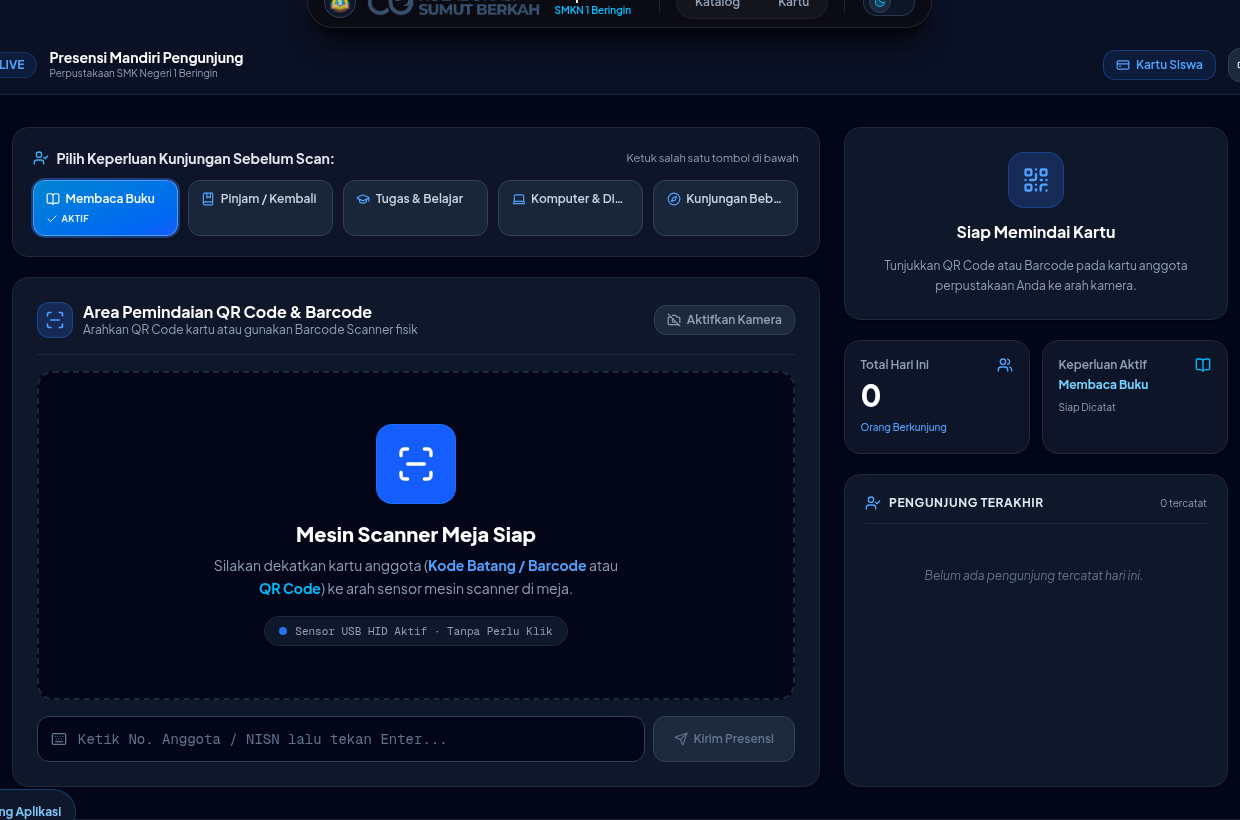 SUMUT BERKAH
SMKN 1 Beringin
Katalog
Kartu
LIVE
Presensi Mandiri Pengunjung
Perpustakaan SMK Negeri 1 Beringin
Kartu Siswa
Pilih Keperluan Kunjungan Sebelum Scan:
Ketuk salah satu tombol di bawah
Membaca Buku
AKTIF
Pinjam / Kembali
Tugas & Belajar
Komputer & Di...
Kunjungan Beb...
Area Pemindaian QR Code & Barcode
Arahkan QR Code kartu atau gunakan Barcode Scanner fisik
Aktifkan Kamera
Mesin Scanner Meja Siap
Silakan dekatkan kartu anggota (Kode Batang / Barcode atau
QR Code) ke arah sensor mesin scanner di meja.
Sensor USB HID Aktif · Tanpa Perlu Klik
Ketik No. Anggota / NISN lalu tekan Enter...
Kirim Presensi
Siap Memindai Kartu
Tunjukkan QR Code atau Barcode pada kartu anggota
perpustakaan Anda ke arah kamera.
Total Hari Ini
0
Orang Berkunjung
Keperluan Aktif
Membaca Buku
Siap Dicatat
PENGUNJUNG TERAKHIR
0 tercatat
Belum ada pengunjung tercatat hari ini.
ng Aplikasi